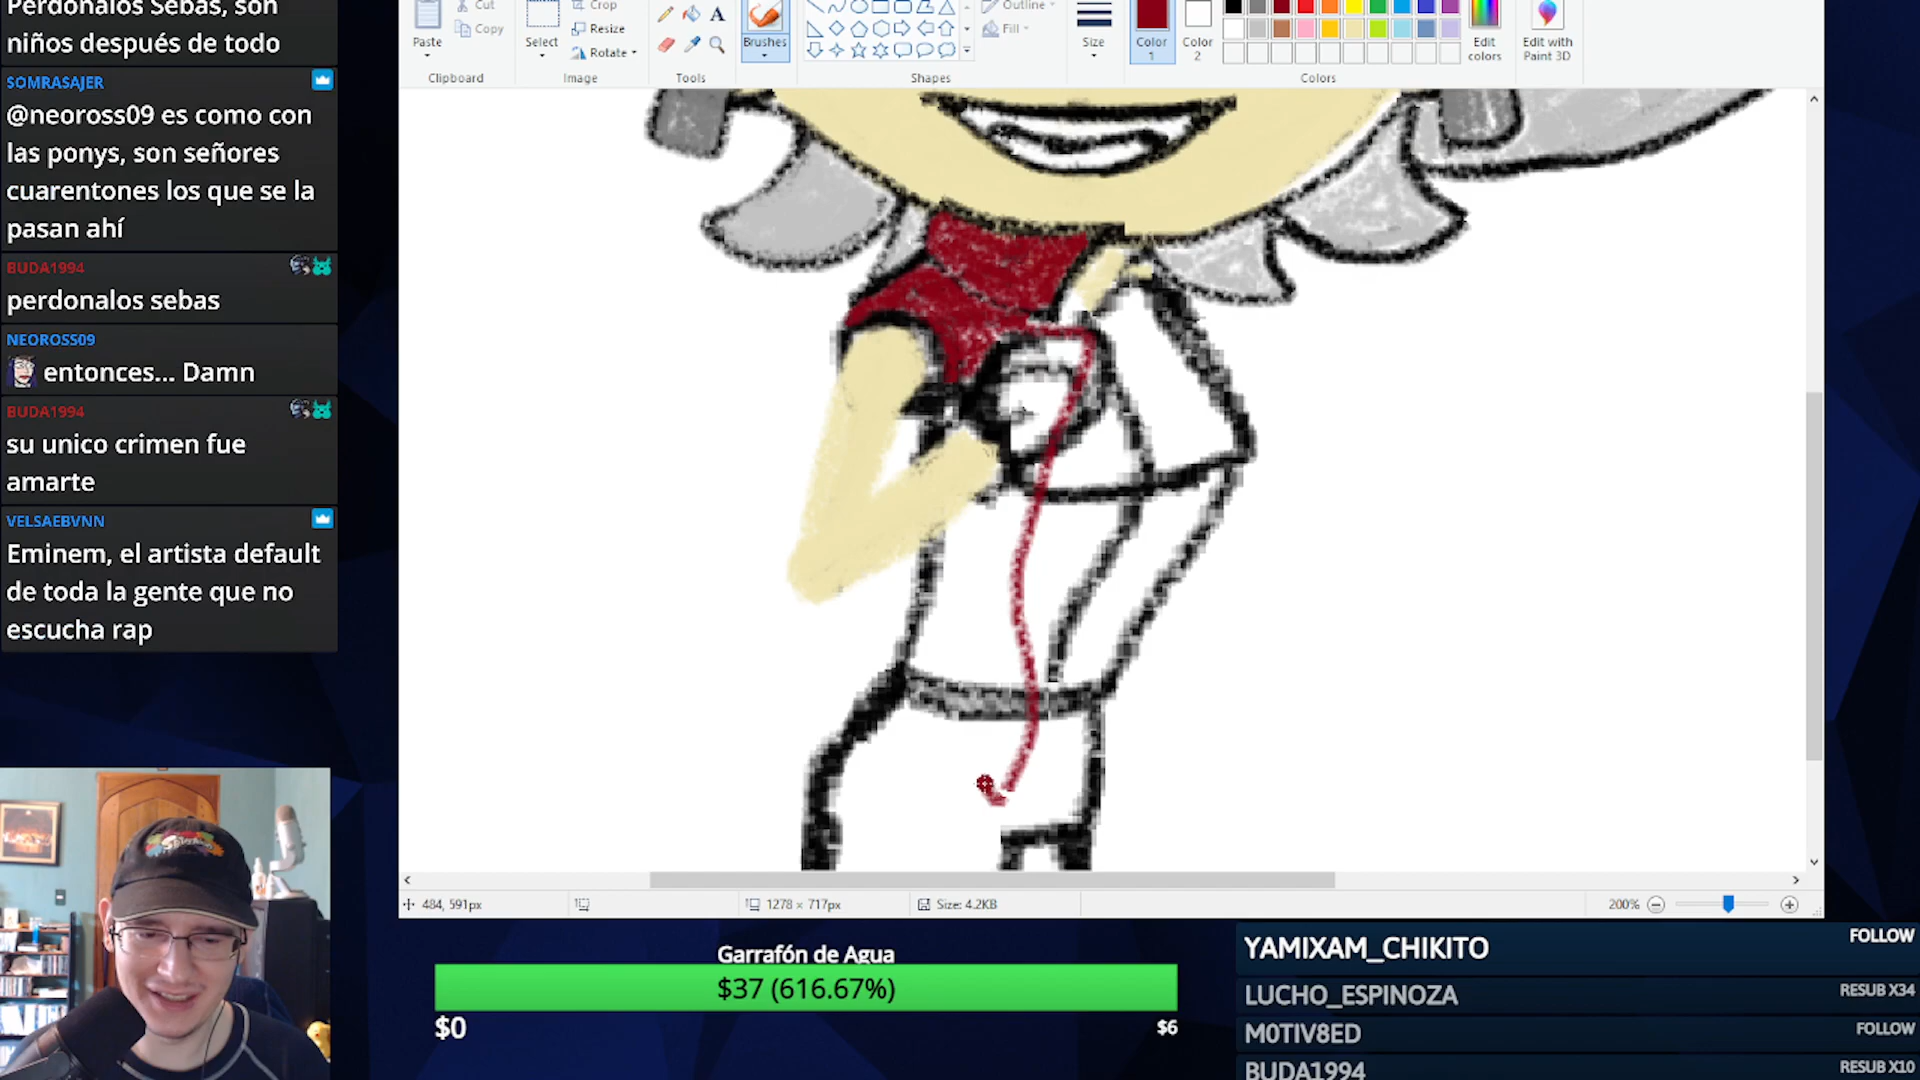 Perdonalos Sebas, son
niños después de todo
SOMRASAJER
@neoross09 es como con
las ponys, son señores
cuarentones los que se la
pasan ahí
BUDA1994
perdonalos sebas
NEOROSS09
entonces... Damn
BUDA1994
su unico crimen fue
amarte
VELSAEBVNN
Eminem, el artista default
de toda la gente que no
escucha rap
Paste
Cut
Copy
Clipboard
Select
Crop
Resize
Rotate
Image
A
Tools
Brushes
Shapes
Outline
Fill
Size
Color
1
Color
2
Colors
Edit
colors
Edit with
Paint 3D
484, 591px
1278 × 717px
Size: 4.2KB
200%
Garrafón de Agua
$37 (616.67%)
$0
$6
YAMIXAM_CHIKITO FOLLOW
LUCHO_ESPINOZA RESUB X34
M0TIV8ED FOLLOW
BUDA1994 RESUB X10